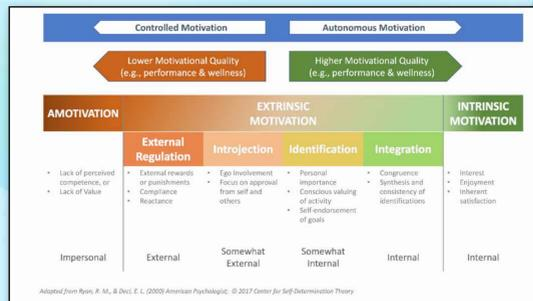 Controlled Motivation
Autonomous Motivation
Lower Motivational Quality
(e.g., performance & wellness)
Higher Motivational Quality
(e.g., performance & wellness)
AMOTIVATION
EXTRINSIC
MOTIVATION
INTRINSIC
MOTIVATION
External
Regulation
Introjection
Identification
Integration
• Lack of perceived
competence, or
• Lack of Value
• External rewards
or punishments
• Compliance
• Reactance
• Ego Involvement
• Focus on approval
from self and
others
• Personal
importance
• Conscious valuing
of activity
• Self-endorsement
of goals
• Congruence
• Synthesis and
consistency of
identifications
• Interest
• Enjoyment
• Inherent
satisfaction
Impersonal
External
Somewhat
External
Somewhat
Internal
Internal
Internal
Adapted from Ryan, R. M., & Deci, E. L. (2000) American Psychologist; © 2017 Center for Self-Determination Theory